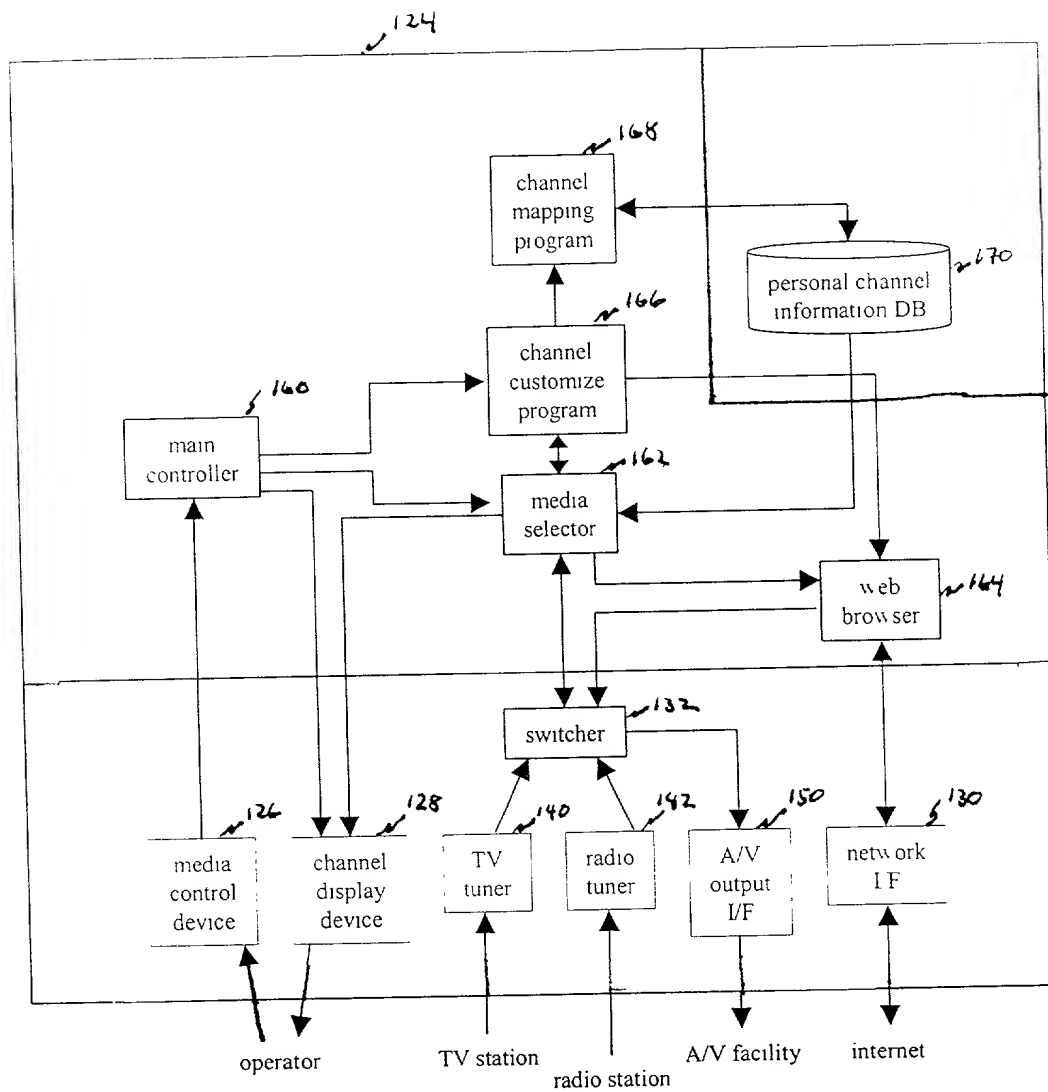 124
168
channel
mapping
program
170
personal channel
information DB
166
channel
customize
program
160
main
controller
162
media
selector
164
web
browser
132
switcher
126
media
control
device
128
channel
display
device
140
TV
tuner
142
radio
tuner
150
A/V
output
I/F
130
network
I F
operator
TV station
radio station
A/V facility
internet